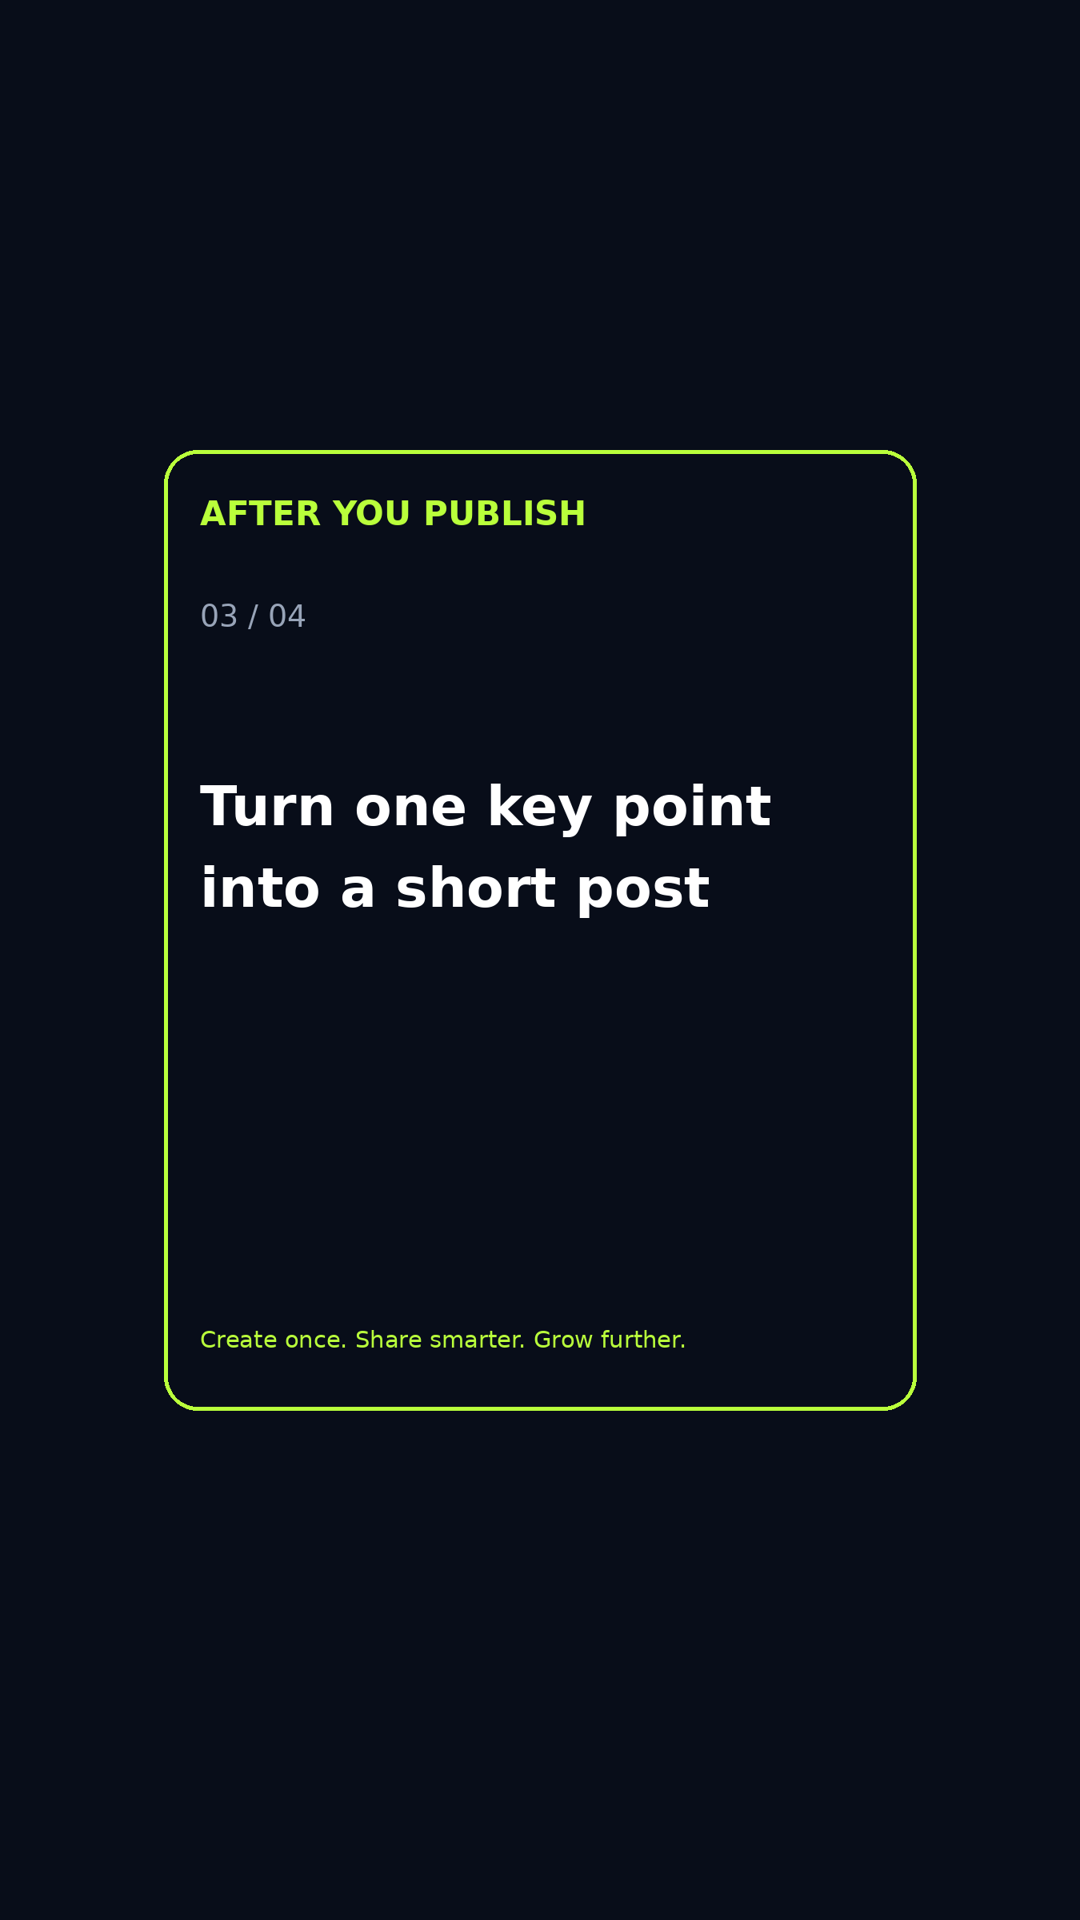 AFTER YOU PUBLISH
03 / 04
Turn one key point
into a short post
Create once. Share smarter. Grow further.